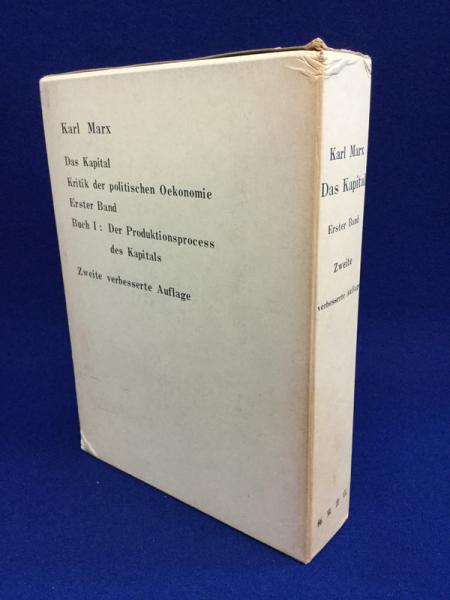 Karl Marx
Das Kapital
Kritik der politischen Oekonomie
Erster Band
Buch I : Der Produktionsprocess
des Kapitals
Zweite verbesserte Auflage
Karl Marx
Das Kapital
Erster Band
Zweite
verbesserte Auflage